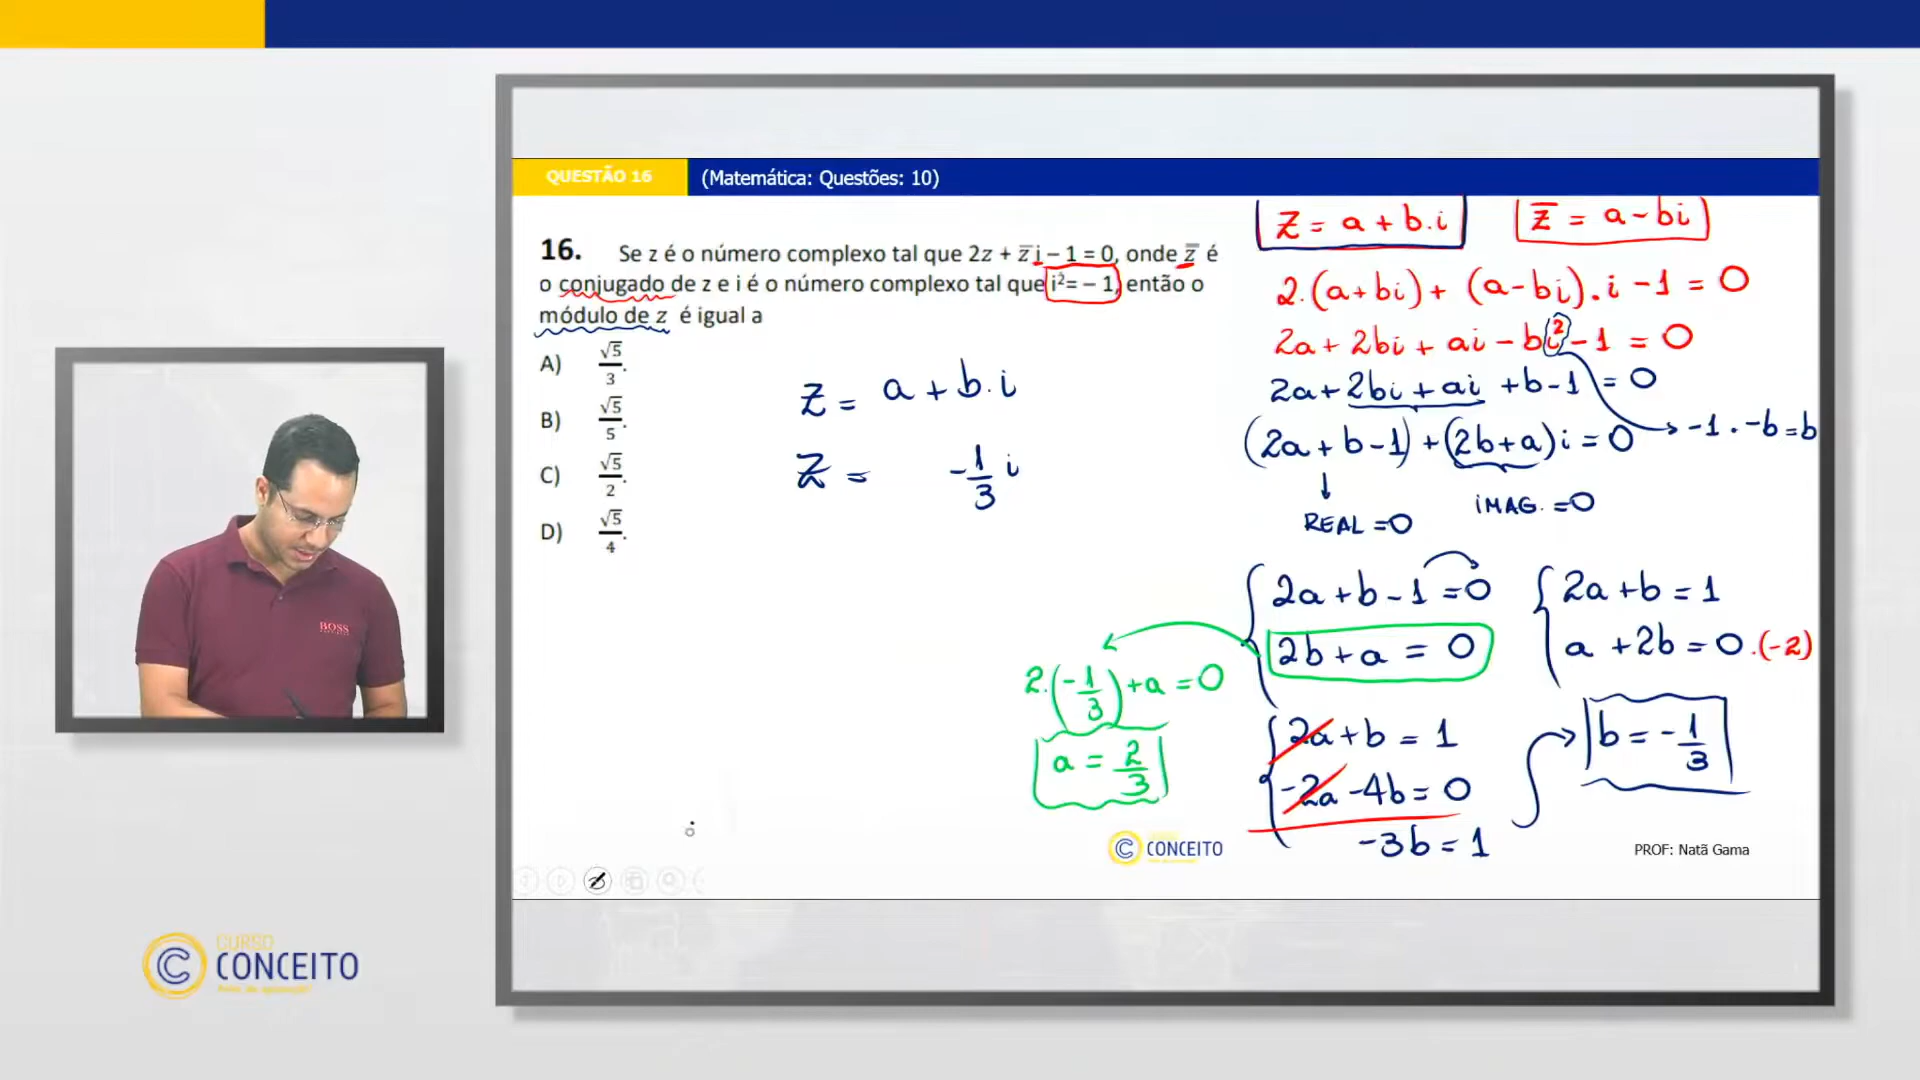 QUESTÃO 16
(Matemática: Questões: 10)
16. Se z é o número complexo tal que 2z + z̅ i – 1 = 0, onde z̅ é
o conjugado de z e i é o número complexo tal que i²= – 1, então o
módulo de z é igual a
A) √5/3.
B) √5/5.
C) √5/2.
D) √5/4.
z = a + b.i
z = -1/3 i
z = a + b.i
z̅ = a - bi
2.(a+bi) + (a-bi).i -1 = 0
2a + 2bi + ai - bi² - 1 = 0
2a + 2bi + ai + b - 1 = 0
-1 . -b = b
(2a + b - 1) + (2b + a)i = 0
REAL = 0
IMAG. = 0
2a + b - 1 = 0
2b + a = 0
2a + b = 1
a + 2b = 0 .(-2)
2.(-1/3) + a = 0
a = 2/3
2a + b = 1
-2a - 4b = 0
-3b = 1
b = -1/3
CONCEITO
PROF: Natã Gama
BOSS
CURSO
CONCEITO